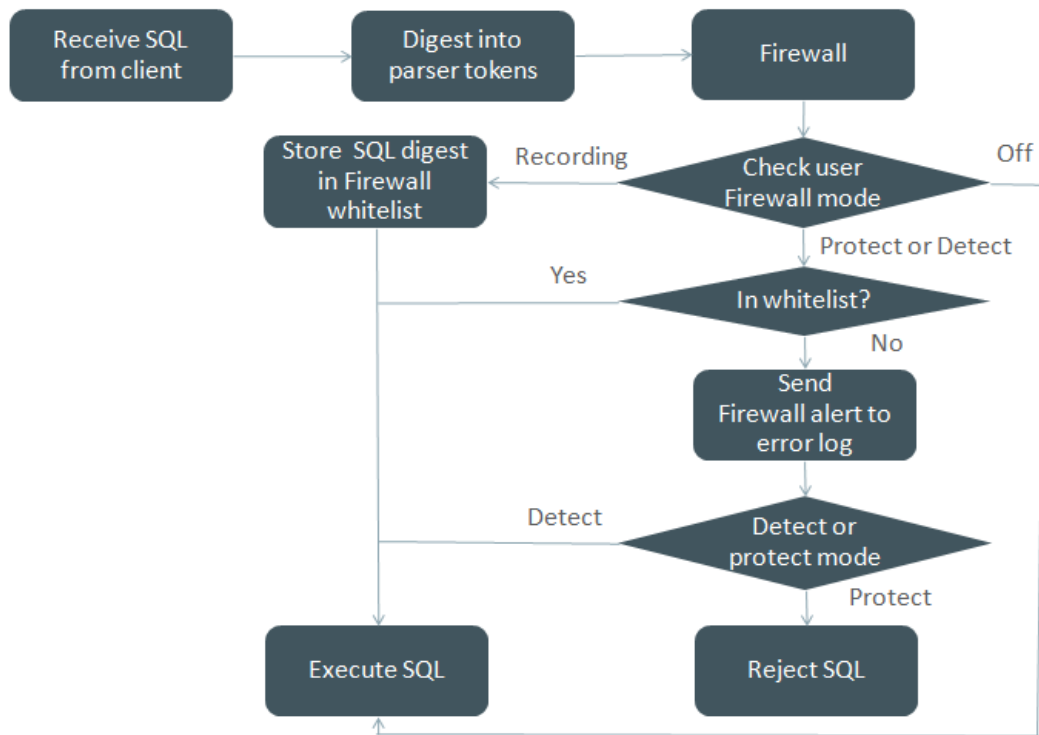 Receive SQL
from client
Digest into
parser tokens
Firewall
Store SQL digest
in Firewall
whitelist
Recording
Check user
Firewall mode
Off
Protect or Detect
Yes
In whitelist?
No
Send
Firewall alert to
error log
Detect
Detect or
protect mode
Protect
Execute SQL
Reject SQL